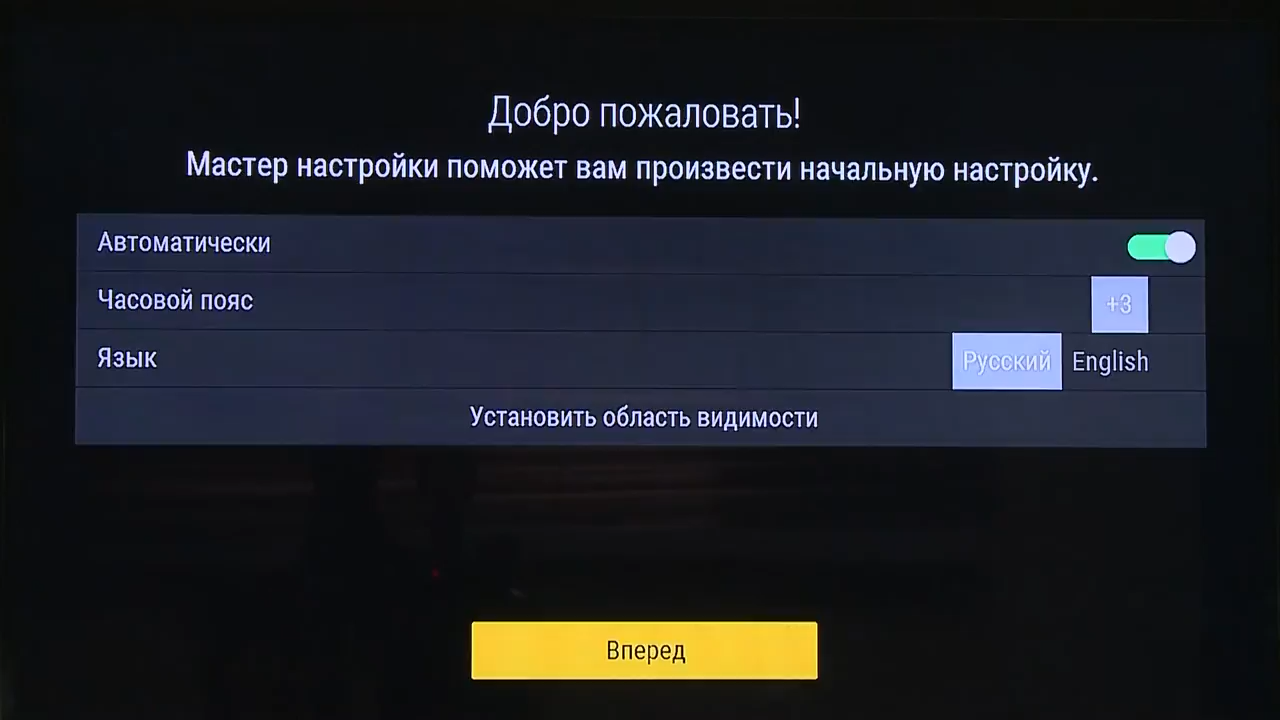 Добро пожаловать!
Мастер настройки поможет вам произвести начальную настройку.
Автоматически
Часовой пояс +3
Язык Русский English
Установить область видимости
Вперед